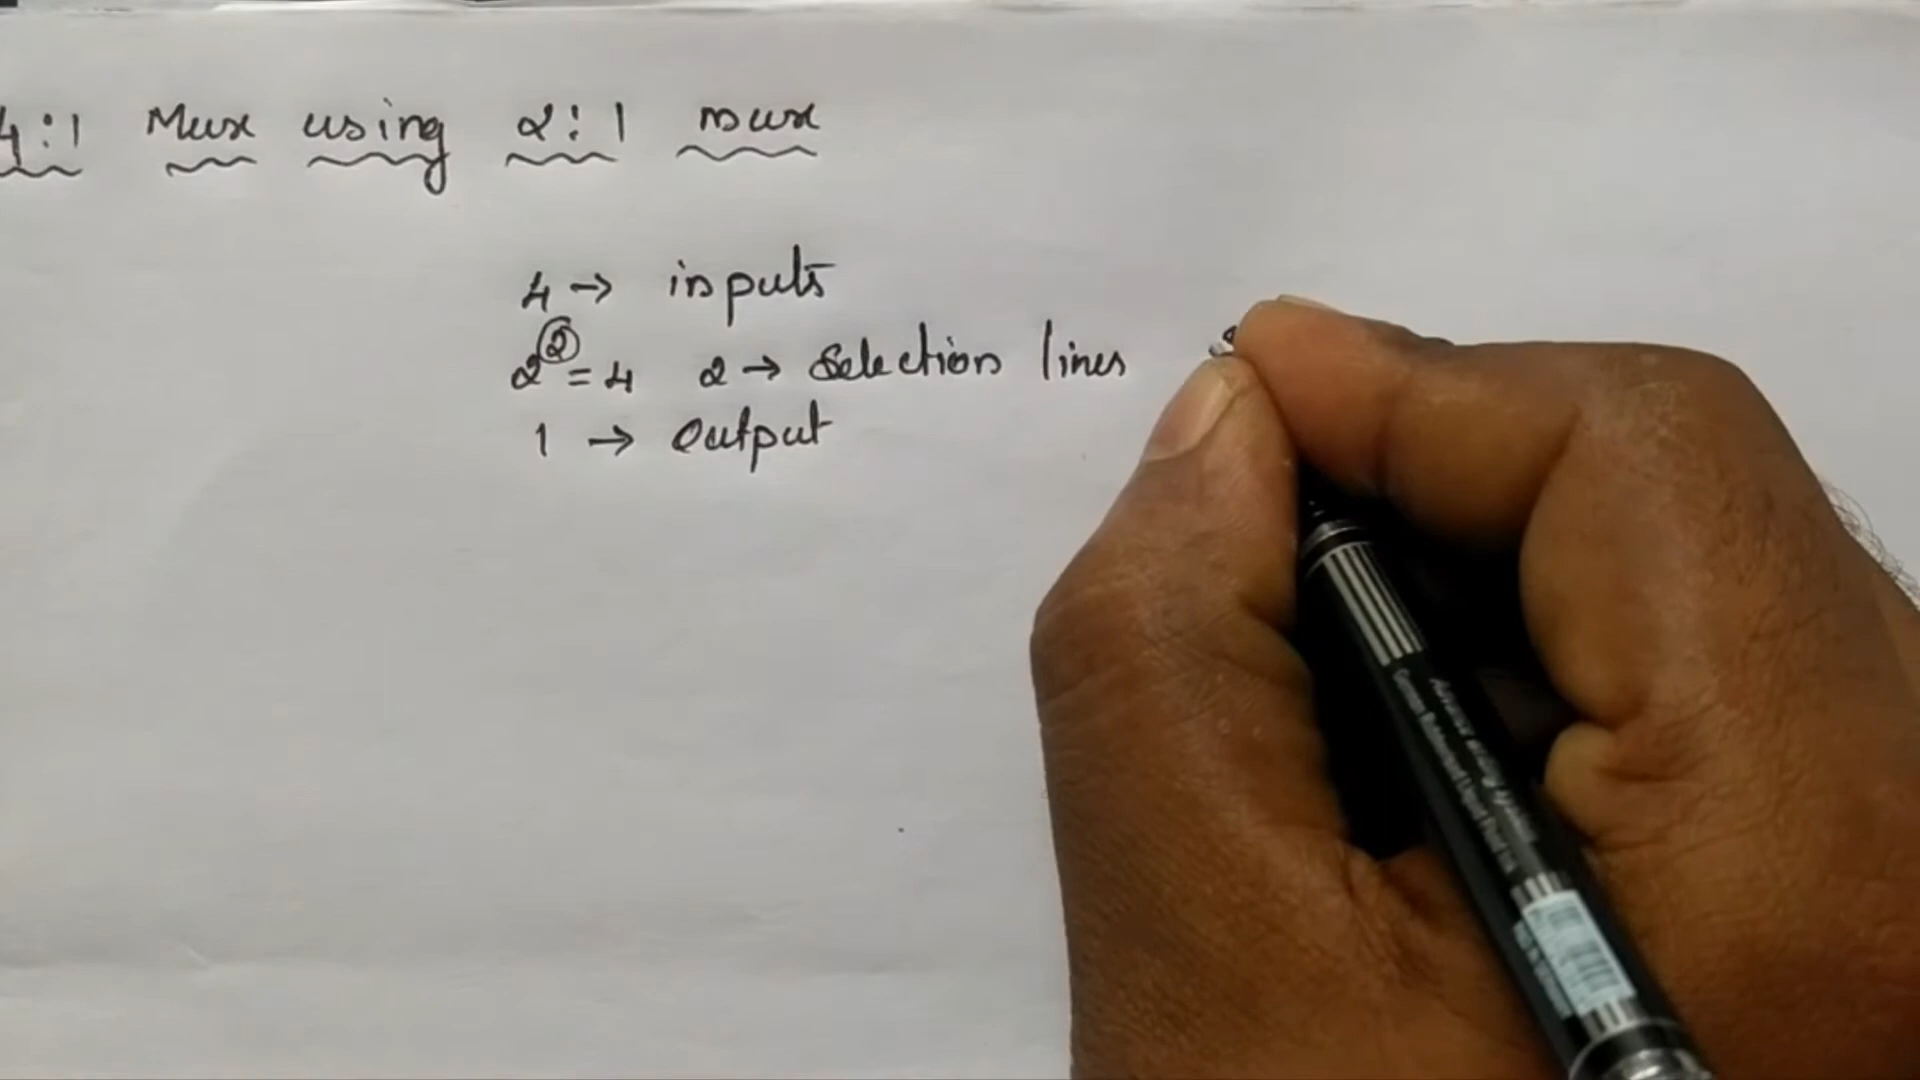 4:1 Mux using 2:1 mux
4 → inputs
2² = 4 2 → Selection lines
1 → Output